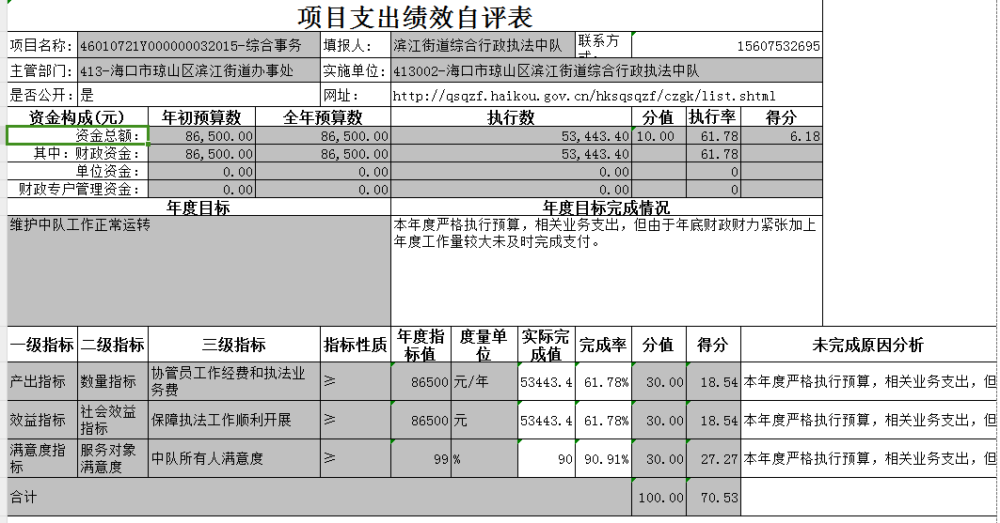 项目支出绩效自评表
项目名称: 46010721Y000000032015-综合事务 填报人: 滨江街道综合行政执法中队 联系方 15607532695
主管部门: 413-海口市琼山区滨江街道办事处 实施单位: 413002-海口市琼山区滨江街道综合行政执法中队
是否公开: 是 网址: http://qsqzf.haikou.gov.cn/hksqsqzf/czgk/list.shtml
资金构成(元) 年初预算数 全年预算数 执行数 分值 执行率 得分
资金总额: 86,500.00 86,500.00 53,443.40 10.00 61.78 6.18
其中: 财政资金: 86,500.00 86,500.00 53,443.40 61.78
单位资金: 0.00 0.00 0.00 0
财政专户管理资金: 0.00 0.00 0.00 0
年度目标 年度目标完成情况
维护中队工作正常运转
本年度严格执行预算，相关业务支出，但由于年底财政财力紧张加上
年度工作量较大未及时完成支付。
一级指标 二级指标 三级指标 指标性质 年度指标值 度量单位 实际完成值 完成率 分值 得分 未完成原因分析
产出指标 数量指标 协管员工作经费和执法业务费 ≥ 86500 元/年 53443.4 61.78% 30.00 18.54 本年度严格执行预算，相关业务支出，但
效益指标 社会效益指标 保障执法工作顺利开展 ≥ 86500 元 53443.4 61.78% 30.00 18.54 本年度严格执行预算，相关业务支出，但
满意度指标 服务对象满意度 中队所有人满意度 ≥ 99 % 90 90.91% 30.00 27.27 本年度严格执行预算，相关业务支出，但
合计 100.00 70.53